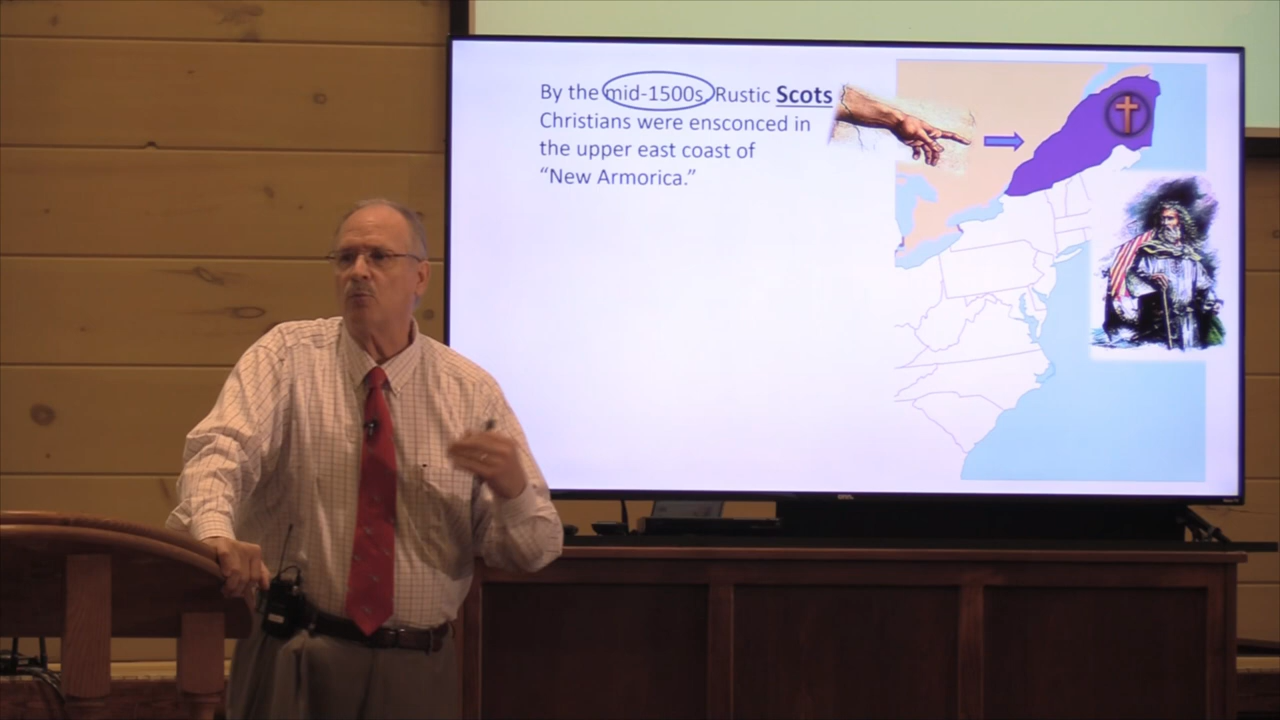 By the mid-1500s Rustic Scots
Christians were ensconced in
the upper east coast of
“New Armorica.”